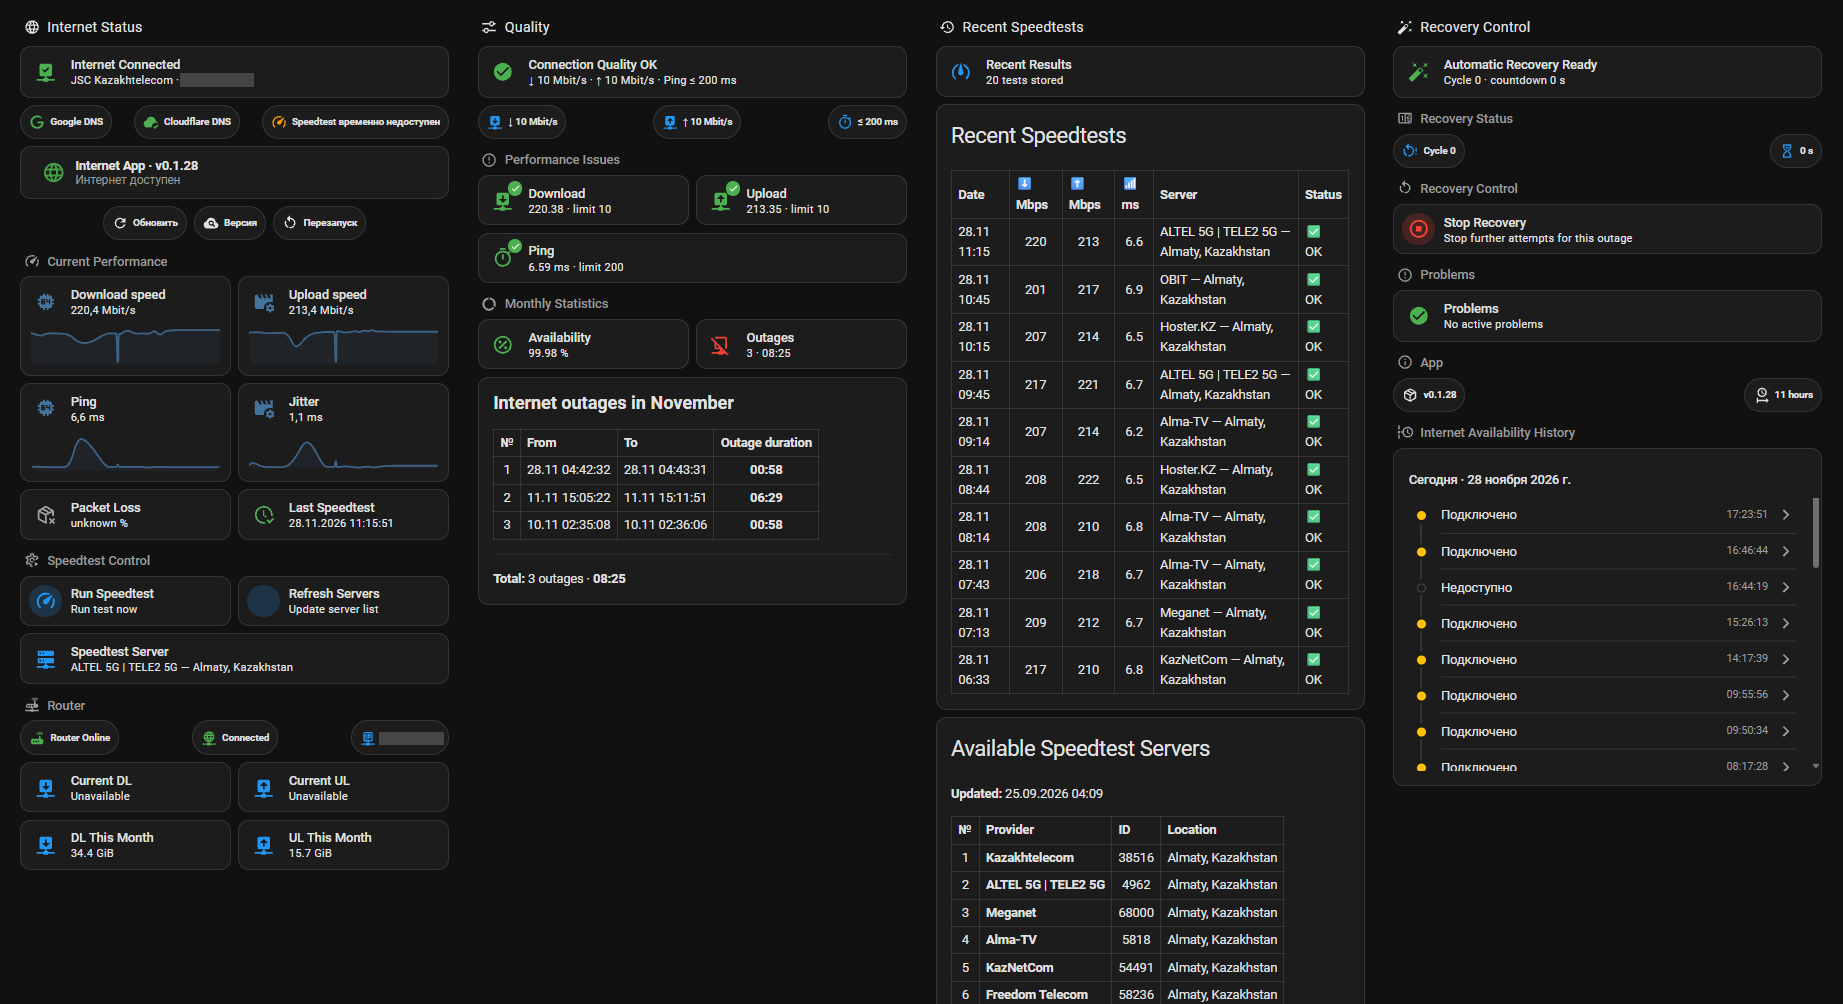 Internet Status
Internet Connected
JSC Kazakhtelecom ·
Google DNS
Cloudflare DNS
Speedtest временно недоступен
Internet App · v0.1.28
Интернет доступен
Обновить
Версия
Перезапуск
Current Performance
Download speed
220,4 Mbit/s
Upload speed
213,4 Mbit/s
Ping
6,6 ms
Jitter
1,1 ms
Packet Loss
unknown %
Last Speedtest
28.11.2026 11:15:51
Speedtest Control
Run Speedtest
Run test now
Refresh Servers
Update server list
Speedtest Server
ALTEL 5G | TELE2 5G — Almaty, Kazakhstan
Router
Router Online
Connected
Current DL
Unavailable
Current UL
Unavailable
DL This Month
34.4 GiB
UL This Month
15.7 GiB
Quality
Connection Quality OK
↓ 10 Mbit/s · ↑ 10 Mbit/s · Ping ≤ 200 ms
↓ 10 Mbit/s
↑ 10 Mbit/s
≤ 200 ms
Performance Issues
Download
220.38 · limit 10
Upload
213.35 · limit 10
Ping
6.59 ms · limit 200
Monthly Statistics
Availability
99.98 %
Outages
3 · 08:25
Internet outages in November
№ From To Outage duration
1 28.11 04:42:32 28.11 04:43:31 00:58
2 11.11 15:05:22 11.11 15:11:51 06:29
3 10.11 02:35:08 10.11 02:36:06 00:58
Total: 3 outages · 08:25
Recent Speedtests
Recent Results
20 tests stored
Recent Speedtests
Date ⬇️ Mbps ⬆️ Mbps 📶 ms Server Status
28.11 11:15 220 213 6.6 ALTEL 5G | TELE2 5G — Almaty, Kazakhstan ✅ OK
28.11 10:45 201 217 6.9 OBIT — Almaty, Kazakhstan ✅ OK
28.11 10:15 207 214 6.5 Hoster.KZ — Almaty, Kazakhstan ✅ OK
28.11 09:45 217 221 6.7 ALTEL 5G | TELE2 5G — Almaty, Kazakhstan ✅ OK
28.11 09:14 207 214 6.2 Alma-TV — Almaty, Kazakhstan ✅ OK
28.11 08:44 208 222 6.5 Hoster.KZ — Almaty, Kazakhstan ✅ OK
28.11 08:14 208 210 6.8 Alma-TV — Almaty, Kazakhstan ✅ OK
28.11 07:43 206 218 6.7 Alma-TV — Almaty, Kazakhstan ✅ OK
28.11 07:13 209 212 6.7 Meganet — Almaty, Kazakhstan ✅ OK
28.11 06:33 217 210 6.8 KazNetCom — Almaty, Kazakhstan ✅ OK
Available Speedtest Servers
Updated: 25.09.2026 04:09
№ Provider ID Location
1 Kazakhtelecom 38516 Almaty, Kazakhstan
2 ALTEL 5G | TELE2 5G 4962 Almaty, Kazakhstan
3 Meganet 68000 Almaty, Kazakhstan
4 Alma-TV 5818 Almaty, Kazakhstan
5 KazNetCom 54491 Almaty, Kazakhstan
6 Freedom Telecom 58236 Almaty, Kazakhstan
Recovery Control
Automatic Recovery Ready
Cycle 0 · countdown 0 s
Recovery Status
Cycle 0
0 s
Recovery Control
Stop Recovery
Stop further attempts for this outage
Problems
Problems
No active problems
App
v0.1.28
11 hours
Internet Availability History
Сегодня · 28 ноября 2026 г.
Подключено 17:23:51
Подключено 16:46:44
Недоступно 16:44:19
Подключено 15:26:13
Подключено 14:17:39
Подключено 09:55:56
Подключено 09:50:34
Подключено 08:17:28